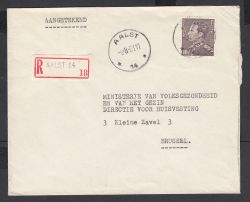 AANGETEKEND
AALST
14
R
AALST 14
18
MINISTERIE VAN VOLKSGEZONDHEID
EN VAN HET GEZIN
DIRECTIE VOOR HUISVESTING
3 Kleine Zavel 3
BRUSSEL.